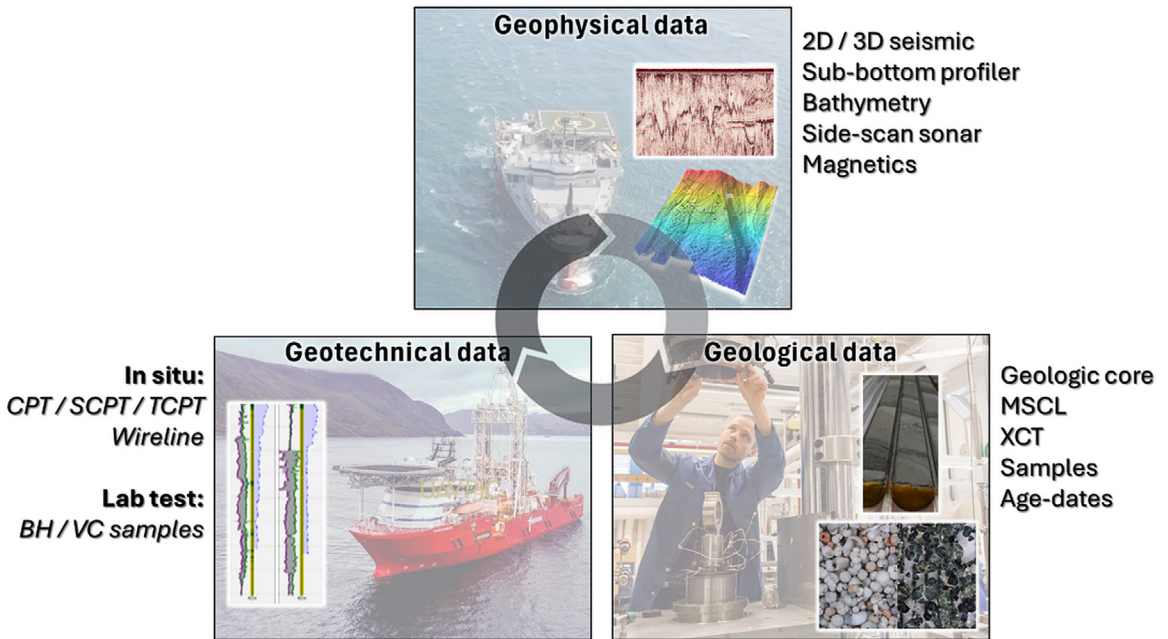 Geophysical data
2D / 3D seismic
Sub-bottom profiler
Bathymetry
Side-scan sonar
Magnetics
Geotechnical data
In situ:
CPT / SCPT / TCPT
Wireline
Lab test:
BH / VC samples
Geological data
Geologic core
MSCL
XCT
Samples
Age-dates